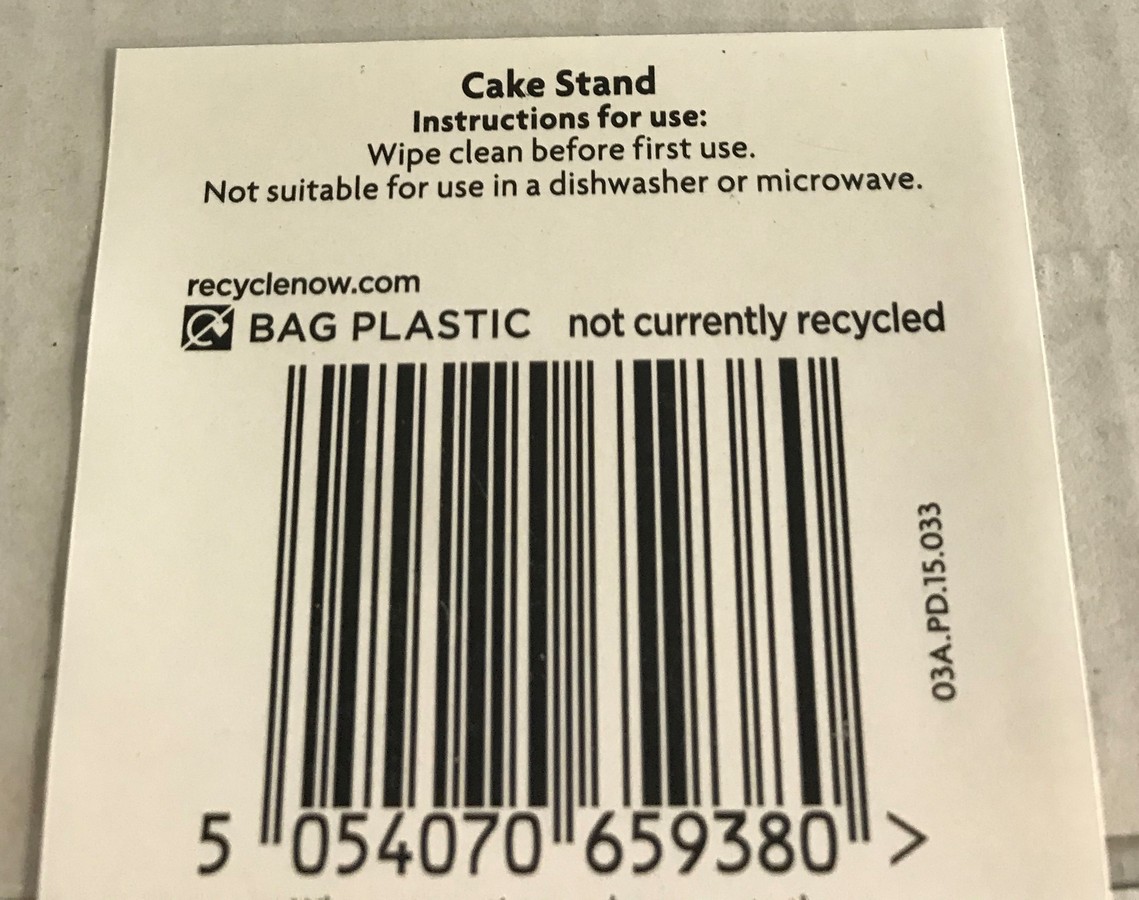 Cake Stand
Instructions for use:
Wipe clean before first use.
Not suitable for use in a dishwasher or microwave.
recyclenow.com
BAG PLASTIC not currently recycled
03A.PD.15.033
5 054070 659380 >